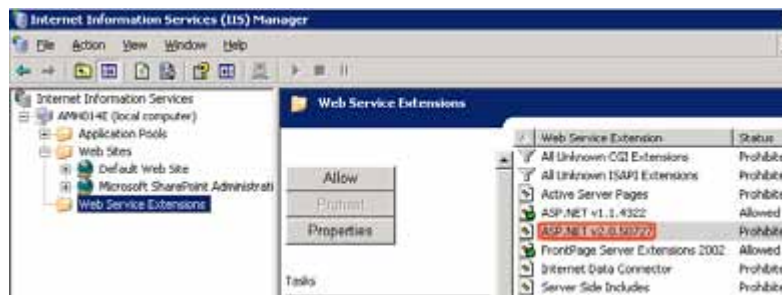 Internet Information Services (IIS) Manager
File Action View Window Help
Internet Information Services
AMH014E (local computer)
Application Pools
Web Sites
Default Web Site
Microsoft SharePoint Administrati
Web Service Extensions
Web Service Extensions
Allow
Prohibit
Properties
Tasks
Web Service Extension Status
All Unknown CGI Extensions Prohibite
All Unknown ISAPI Extensions Prohibite
Active Server Pages Prohibite
ASP.NET v1.1.4322 Allowed
ASP.NET v2.0.50727 Prohibite
FrontPage Server Extensions 2002 Allowed
Internet Data Connector Prohibite
Server Side Includes Prohibite